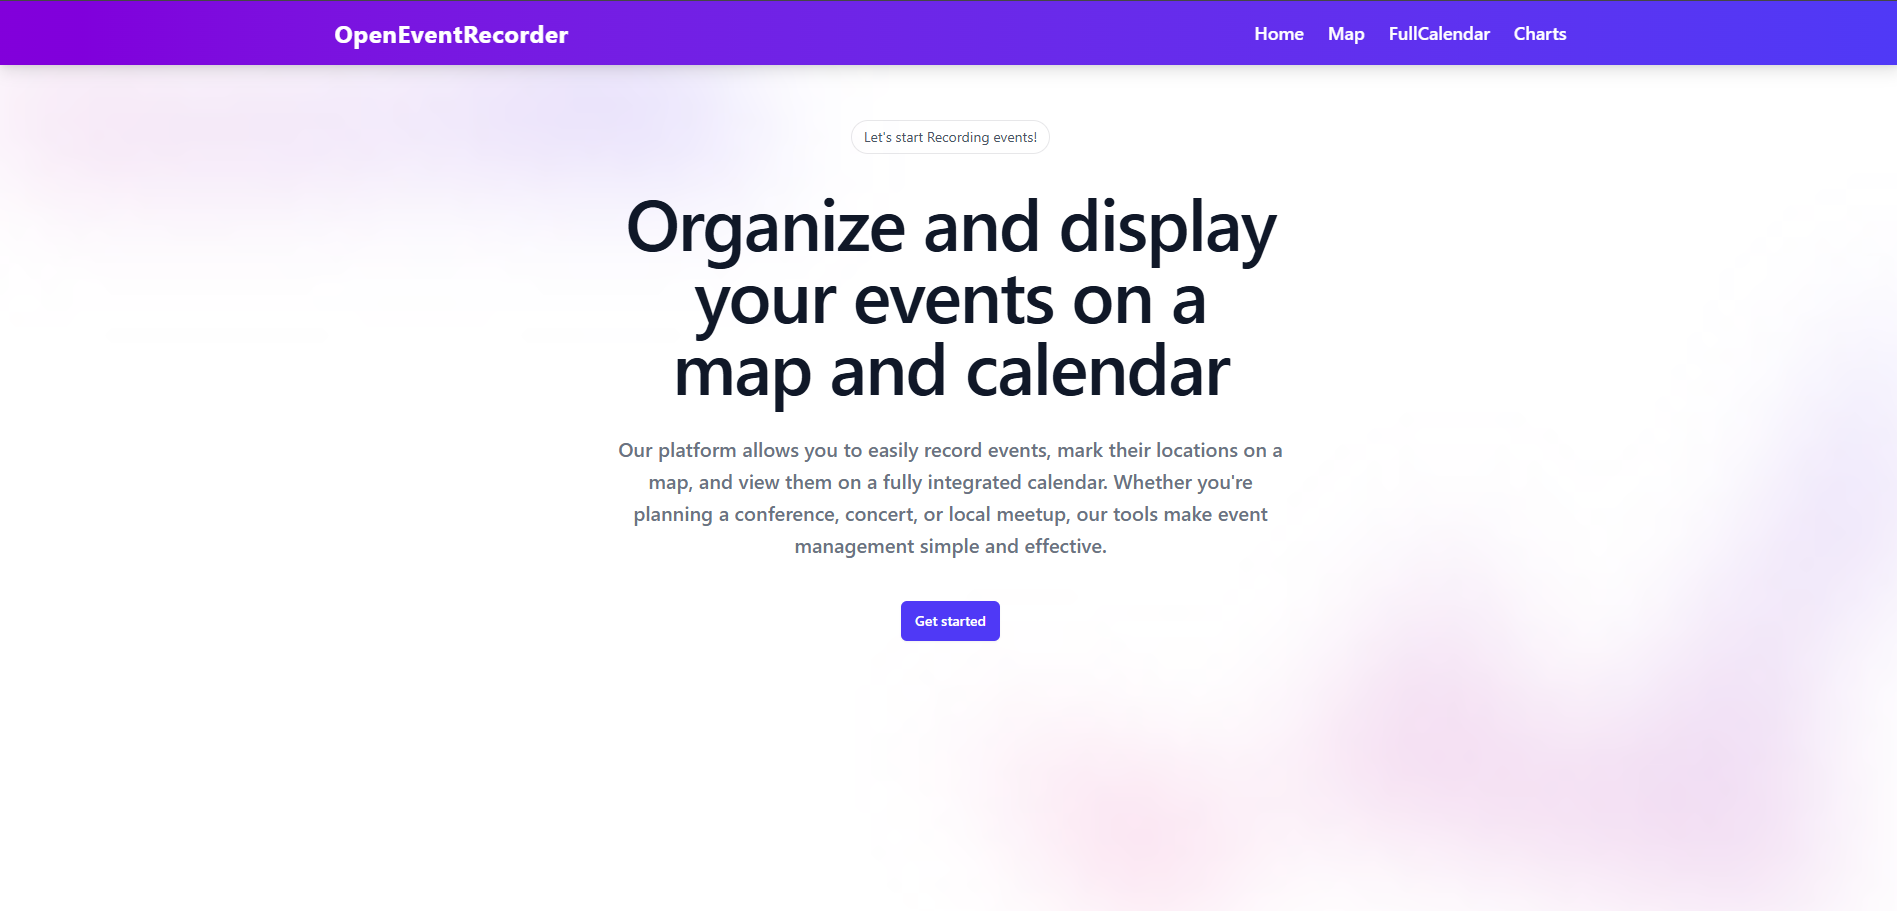 OpenEventRecorder
Home Map FullCalendar Charts
Let's start Recording events!
Organize and display
your events on a
map and calendar
Our platform allows you to easily record events, mark their locations on a
map, and view them on a fully integrated calendar. Whether you're
planning a conference, concert, or local meetup, our tools make event
management simple and effective.
Get started